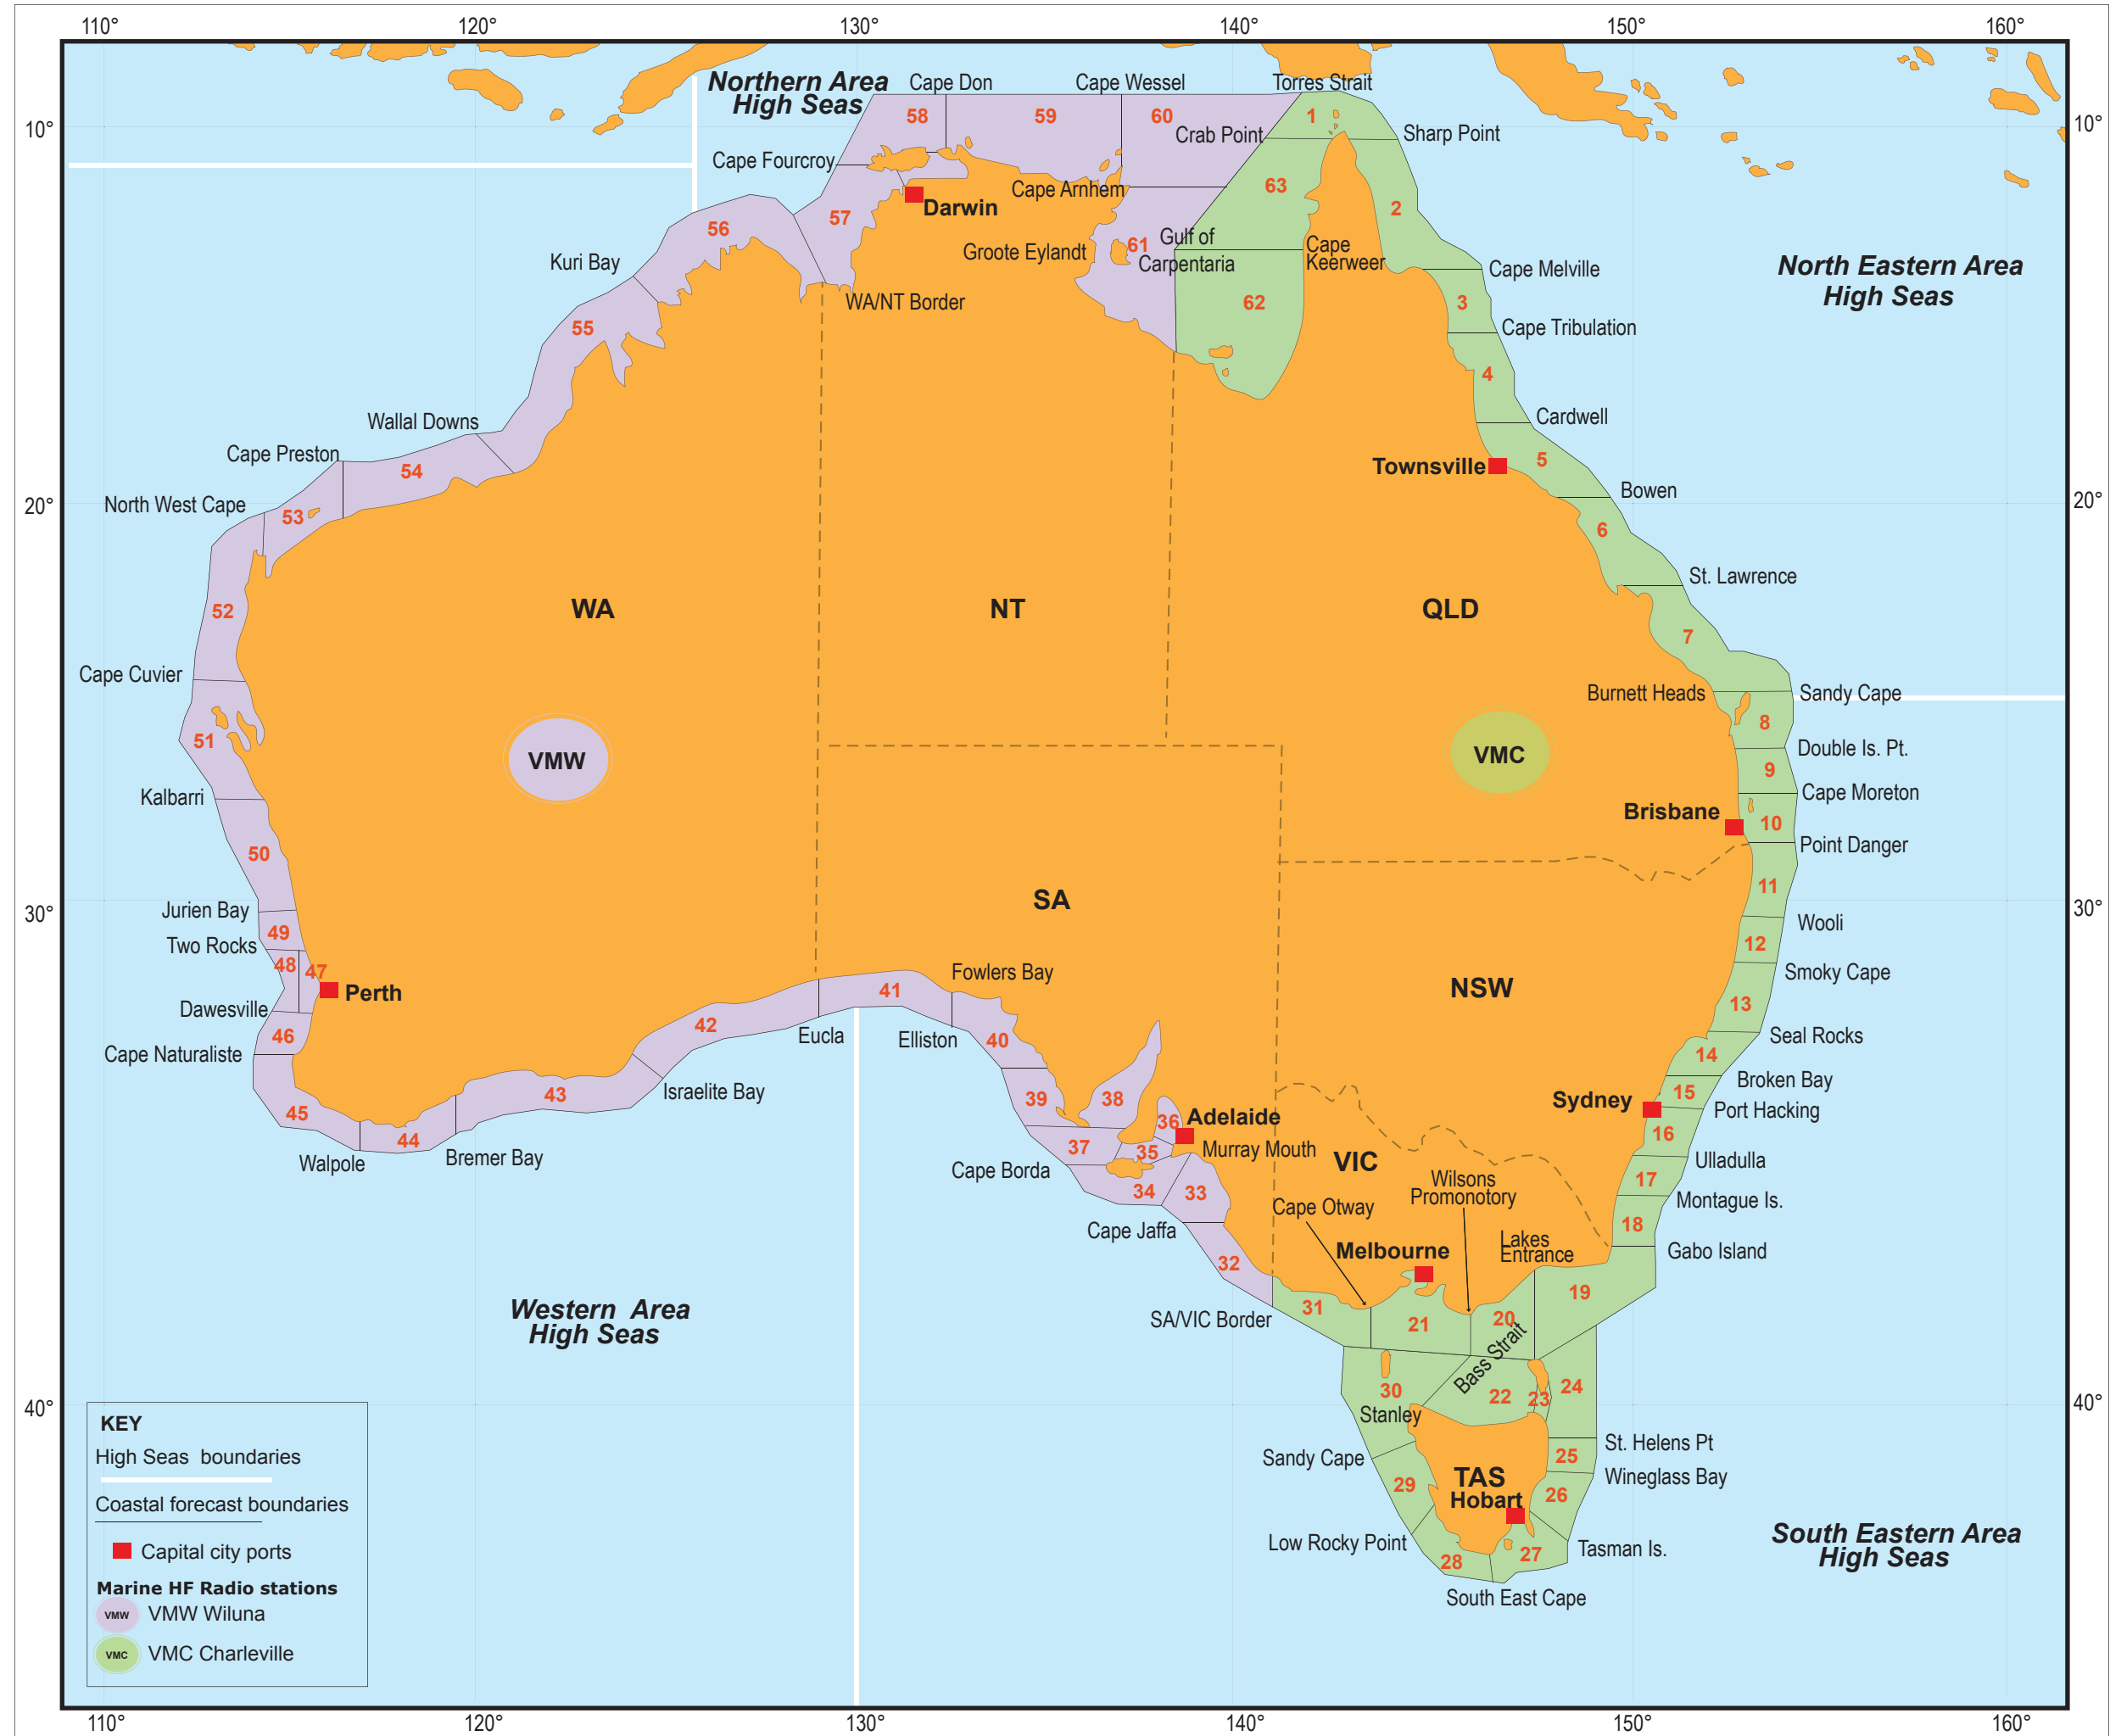 110°
120°
130°
140°
150°
160°
Northern Area
High Seas
Cape Don
Cape Wessel
Torres Strait
58
59
60
1
10°
10°
Crab Point
Sharp Point
Cape Fourcroy
Cape Arnhem
63
2
Darwin
57
56
Gulf of
Carpentaria
61
Groote Eylandt
Cape
Keerweer
Kuri Bay
Cape Melville
North Eastern Area
High Seas
WA/NT Border
62
3
55
Cape Tribulation
4
Wallal Downs
Cardwell
Cape Preston
54
Townsville
5
North West Cape
53
Bowen
20°
20°
6
St. Lawrence
52
WA
NT
QLD
7
Cape Cuvier
Burnett Heads
Sandy Cape
8
51
VMW
VMC
Double Is. Pt.
9
Kalbarri
Cape Moreton
Brisbane
10
50
Point Danger
11
SA
Jurien Bay
30°
30°
Wooli
49
Two Rocks
12
48
47
Fowlers Bay
Smoky Cape
Perth
41
NSW
13
Dawesville
42
Eucla
Elliston
40
Seal Rocks
46
Cape Naturaliste
14
43
Israelite Bay
39
38
Broken Bay
15
Sydney
Port Hacking
45
36
Adelaide
16
44
37
35
Murray Mouth
Walpole
Bremer Bay
Cape Borda
VIC
Ulladulla
34
33
Wilsons
Promonotory
17
Montague Is.
Cape Otway
18
Cape Jaffa
Melbourne
Lakes
Entrance
Gabo Island
32
19
Western Area
High Seas
SA/VIC Border
31
21
20
Bass Strait
30
22
23
24
40°
40°
Stanley
Sandy Cape
St. Helens Pt
25
29
TAS
Wineglass Bay
Hobart
26
Low Rocky Point
28
27
Tasman Is.
South Eastern Area
High Seas
South East Cape
KEY
High Seas boundaries
Coastal forecast boundaries
Capital city ports
Marine HF Radio stations
VMW
VMW Wiluna
VMC
VMC Charleville
110°
120°
130°
140°
150°
160°